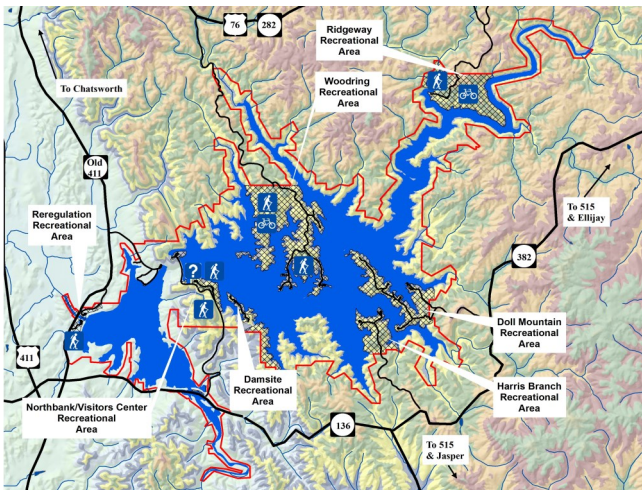 76
282
Ridgeway
Recreational
Area
Woodring
Recreational
Area
To Chatsworth
Old
411
Reregulation
Recreational
Area
To 515
& Ellijay
382
?
Doll Mountain
Recreational
Area
411
Damsite
Recreational
Area
Harris Branch
Recreational
Area
Northbank/Visitors Center
Recreational
Area
136
To 515
& Jasper